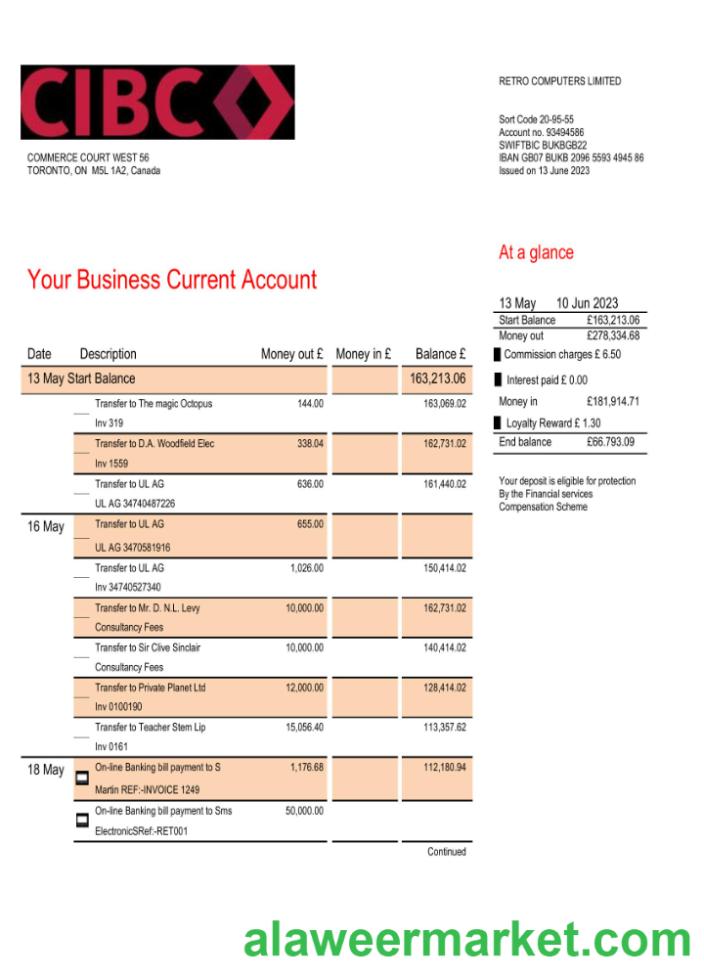 CIBC
COMMERCE COURT WEST 56
TORONTO, ON M5L 1A2, Canada
RETRO COMPUTERS LIMITED
Sort Code 20-95-55
Account no. 93494586
SWIFTBIC BUKBGB22
IBAN GB07 BUKB 2096 5593 4945 86
Issued on 13 June 2023
Your Business Current Account
At a glance
13 May 10 Jun 2023
Start Balance £163,213.06
Money out £278,334.68
Commission charges £ 6.50
Interest paid £ 0.00
Money in £181,914.71
Loyalty Reward £ 1.30
End balance £66.793.09
Your deposit is eligible for protection
By the Financial services
Compensation Scheme
Date Description Money out £ Money in £ Balance £
13 May Start Balance 163,213.06
Transfer to The magic Octopus 144.00 163,069.02
Inv 319
Transfer to D.A. Woodfield Elec 338.04 162,731.02
Inv 1559
Transfer to UL AG 636.00 161,440.02
UL AG 34740487226
16 May Transfer to UL AG 655.00
UL AG 3470581916
Transfer to UL AG 1,026.00 150,414.02
Inv 34740527340
Transfer to Mr. D. N.L. Levy 10,000.00 162,731.02
Consultancy Fees
Transfer to Sir Clive Sinclair 10,000.00 140,414.02
Consultancy Fees
Transfer to Private Planet Ltd 12,000.00 128,414.02
Inv 0100190
Transfer to Teacher Stem Lip 15,056.40 113,357.62
Inv 0161
18 May On-line Banking bill payment to S 1,176.68 112,180.94
Martin REF:-INVOICE 1249
On-line Banking bill payment to Sms 50,000.00
ElectronicSRef:-RET001
Continued
alaweermarket.com